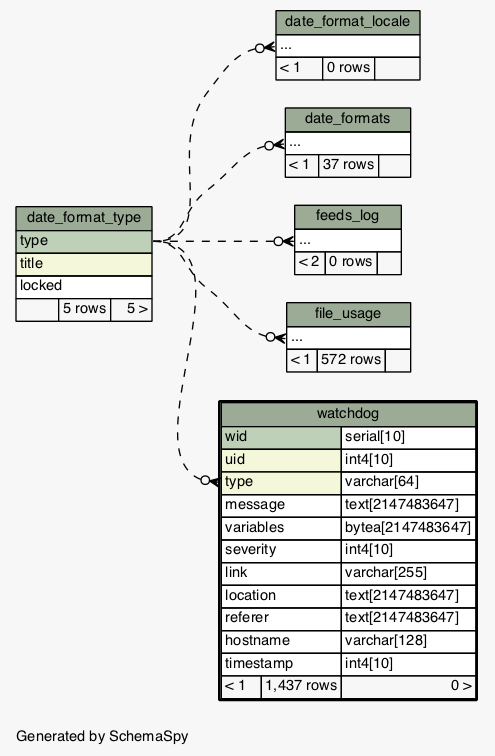 date_format_locale
...
< 1 0 rows
date_formats
...
< 1 37 rows
date_format_type
type
title
locked
5 rows 5 >
feeds_log
...
< 2 0 rows
file_usage
...
< 1 572 rows
watchdog
wid serial[10]
uid int4[10]
type varchar[64]
message text[2147483647]
variables bytea[2147483647]
severity int4[10]
link varchar[255]
location text[2147483647]
referer text[2147483647]
hostname varchar[128]
timestamp int4[10]
< 1 1,437 rows 0 >
Generated by SchemaSpy